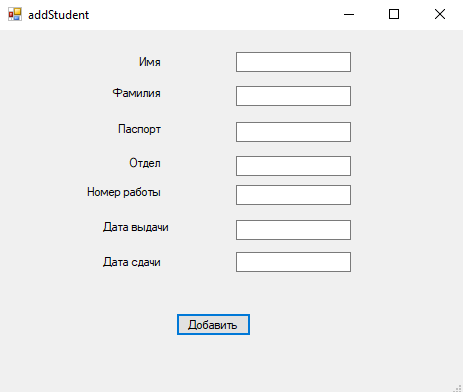 addStudent
Имя
Фамилия
Паспорт
Отдел
Номер работы
Дата выдачи
Дата сдачи
Добавить